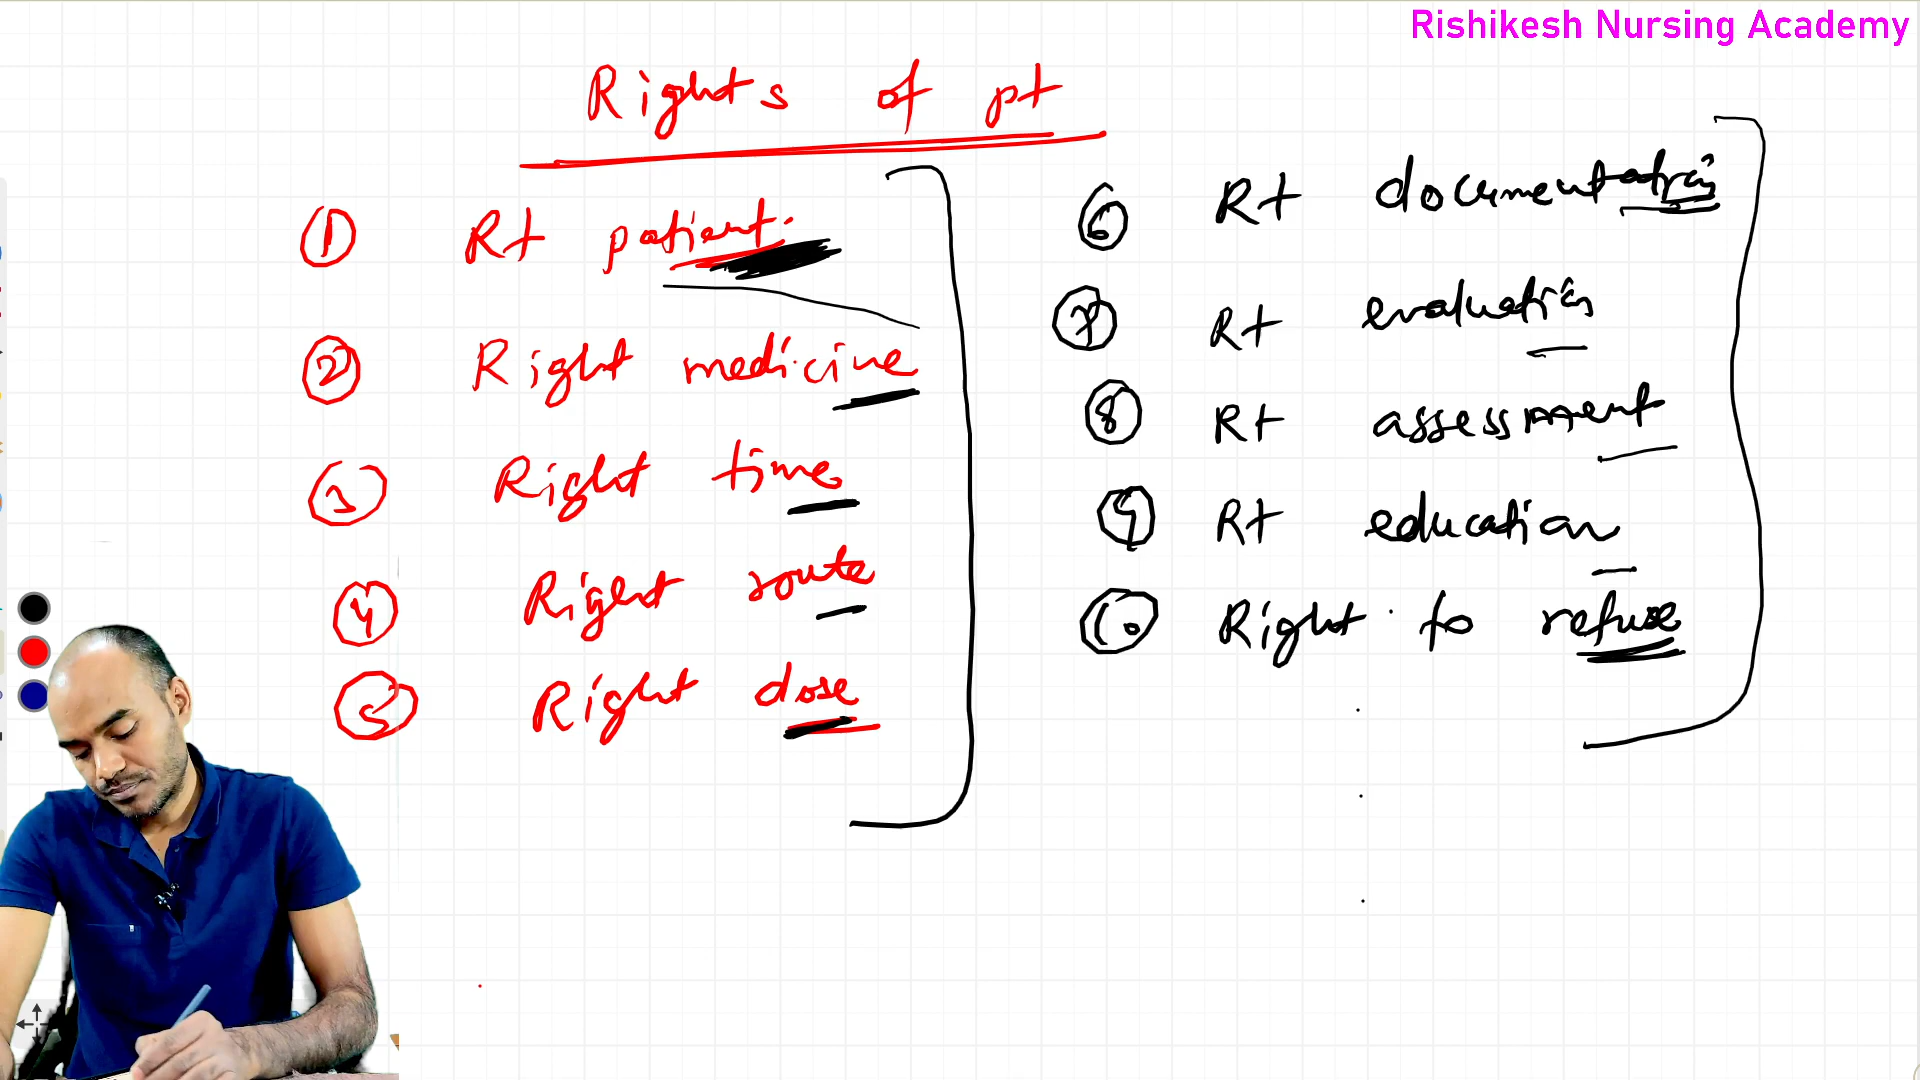 Rishikesh Nursing Academy
Rights of pt
1 Rt patient.
2 Right medicine
3 Right time
4 Right route
5 Right dose
6 Rt documentation
7 Rt evaluation
8 Rt assessment
9 Rt education
10 Right to refuse